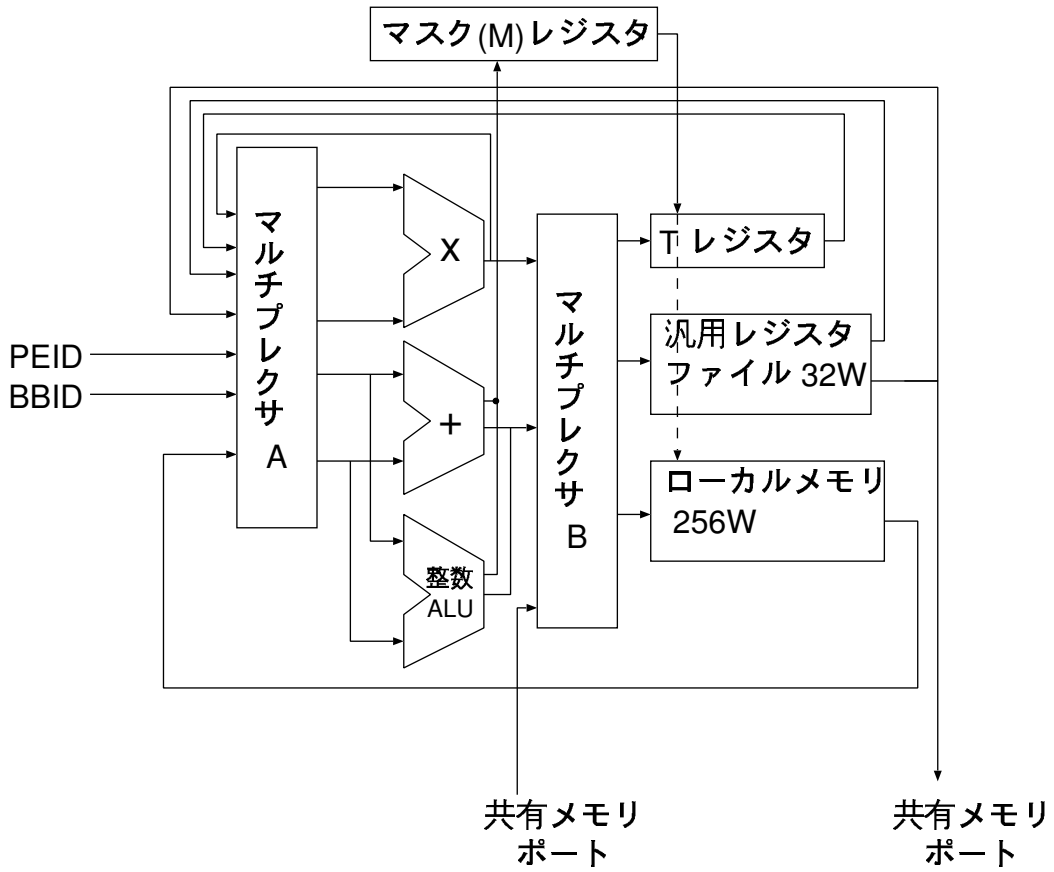 マスク(M)レジスタ
マルチプレクサ
A
X
+
整数
ALU
マルチプレクサ
B
T レジスタ
汎用レジスタ
ファイル 32W
ローカルメモリ
256W
PEID
BBID
共有メモリ
ポート
共有メモリ
ポート